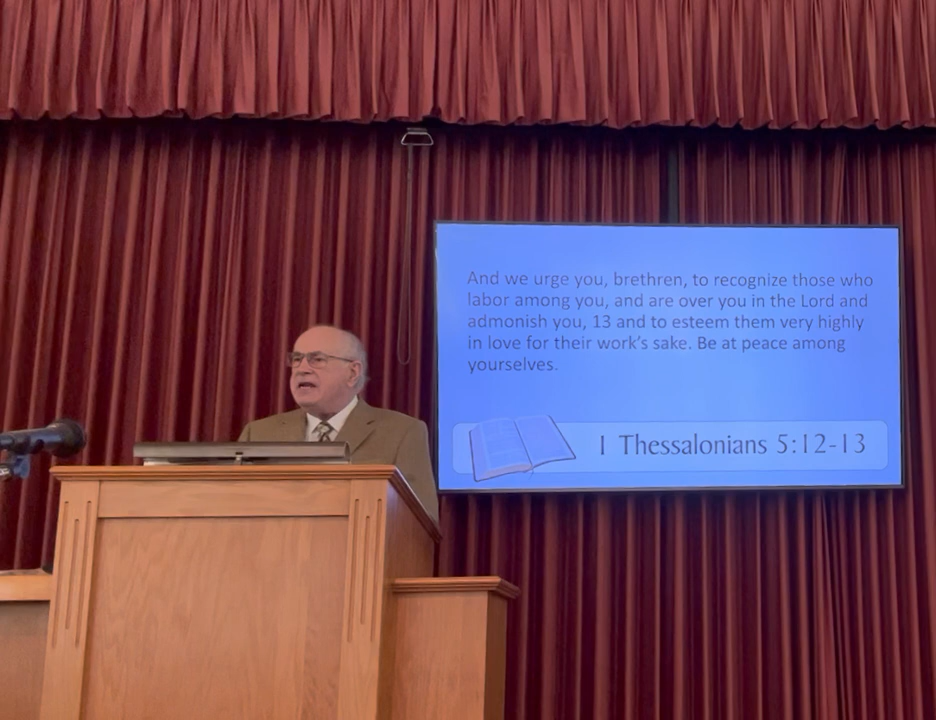 And we urge you, brethren, to recognize those who
labor among you, and are over you in the Lord and
admonish you, 13 and to esteem them very highly
in love for their work's sake. Be at peace among
yourselves.
1 Thessalonians 5:12-13